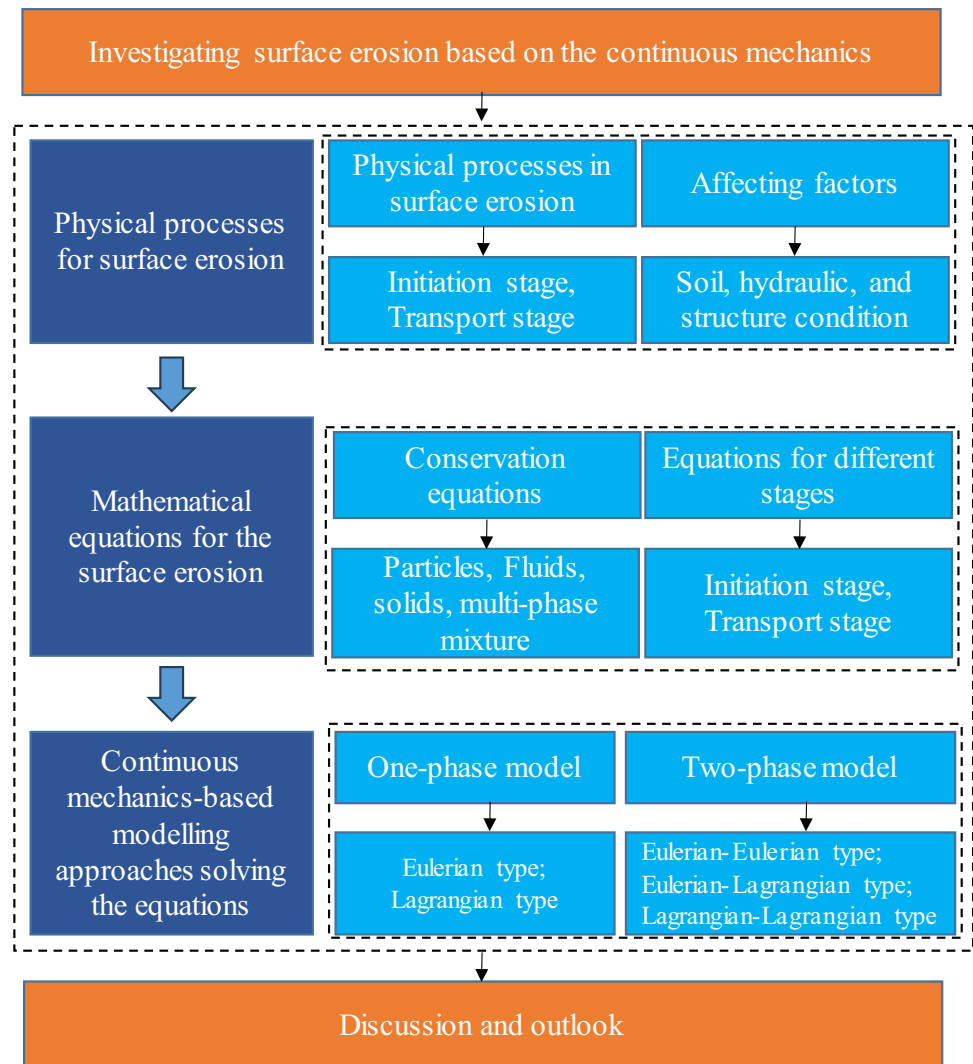 Investigating surface erosion based on the continuous mechanics
Physical processes
for surface erosion
Physical processes in
surface erosion
Affecting factors
Initiation stage,
Transport stage
Soil, hydraulic, and
structure condition
Mathematical
equations for the
surface erosion
Conservation
equations
Equations for different
stages
Particles, Fluids,
solids, multi-phase
mixture
Initiation stage,
Transport stage
Continuous
mechanics-based
modelling
approaches solving
the equations
One-phase model
Two-phase model
Eulerian type;
Lagrangian type
Eulerian-Eulerian type;
Eulerian-Lagrangian type;
Lagrangian-Lagrangian type
Discussion and outlook